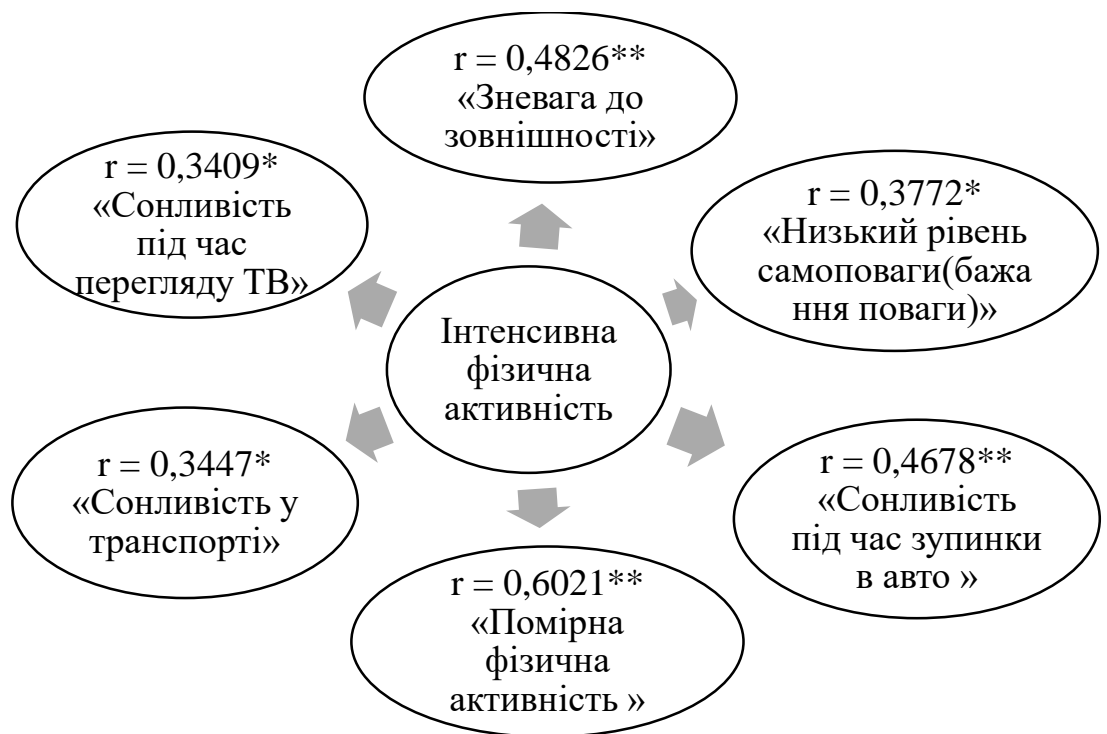 r = 0,4826**
«Зневага до
зовнішності»
r = 0,3409*
«Сонливість
під час
перегляду ТВ»
r = 0,3772*
«Низький рівень
самоповаги(бажа
ння поваги)»
Інтенсивна
фізична
активність
r = 0,3447*
«Сонливість у
транспорті»
r = 0,4678**
«Сонливість
під час зупинки
в авто »
r = 0,6021**
«Помірна
фізична
активність »